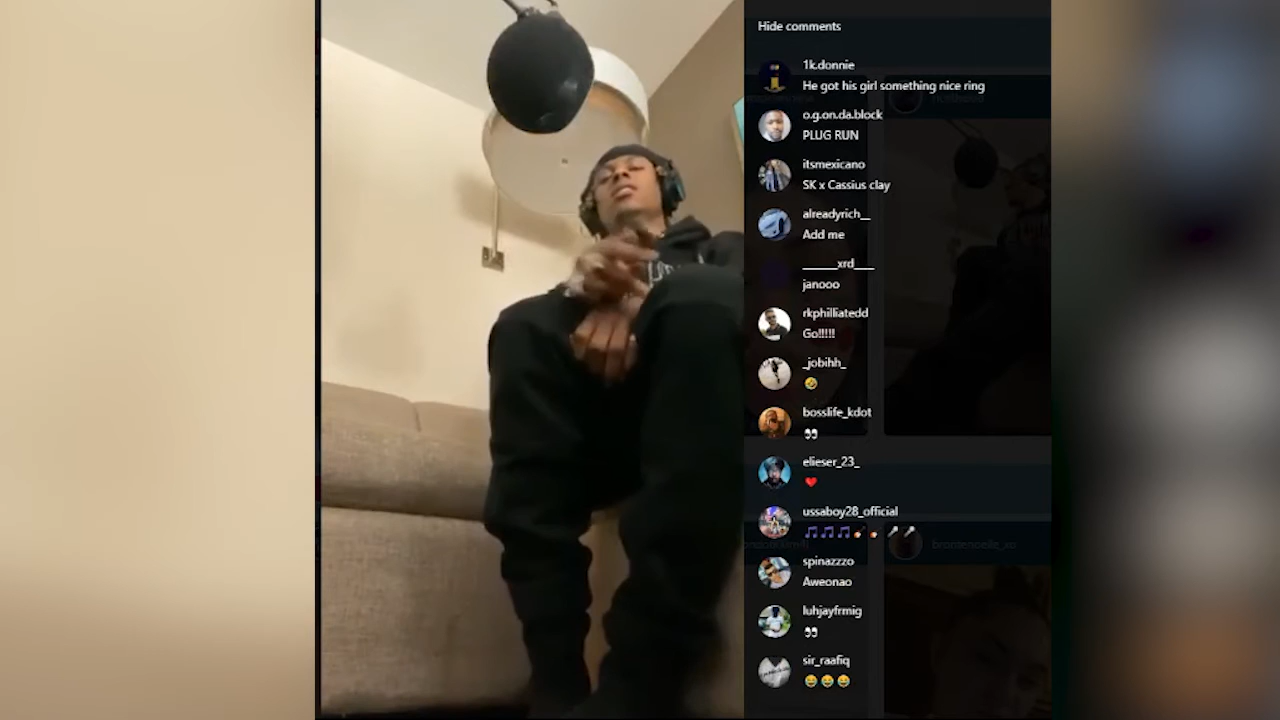 Hide comments
1k.donnie
He got his girl something nice ring
o.g.on.da.block
PLUG RUN
itsmexicano
SK x Cassius clay
alreadyrich__
Add me
janooo
rkphilliatedd
Go!!!!!
_jobihh_
🤣
bosslife_kdot
👀
elieser_23_
❤️
ussaboy28_official
spinazzzo
Aweonao
luhjayfrmig
👀
sir_raafiq
😂😂😂